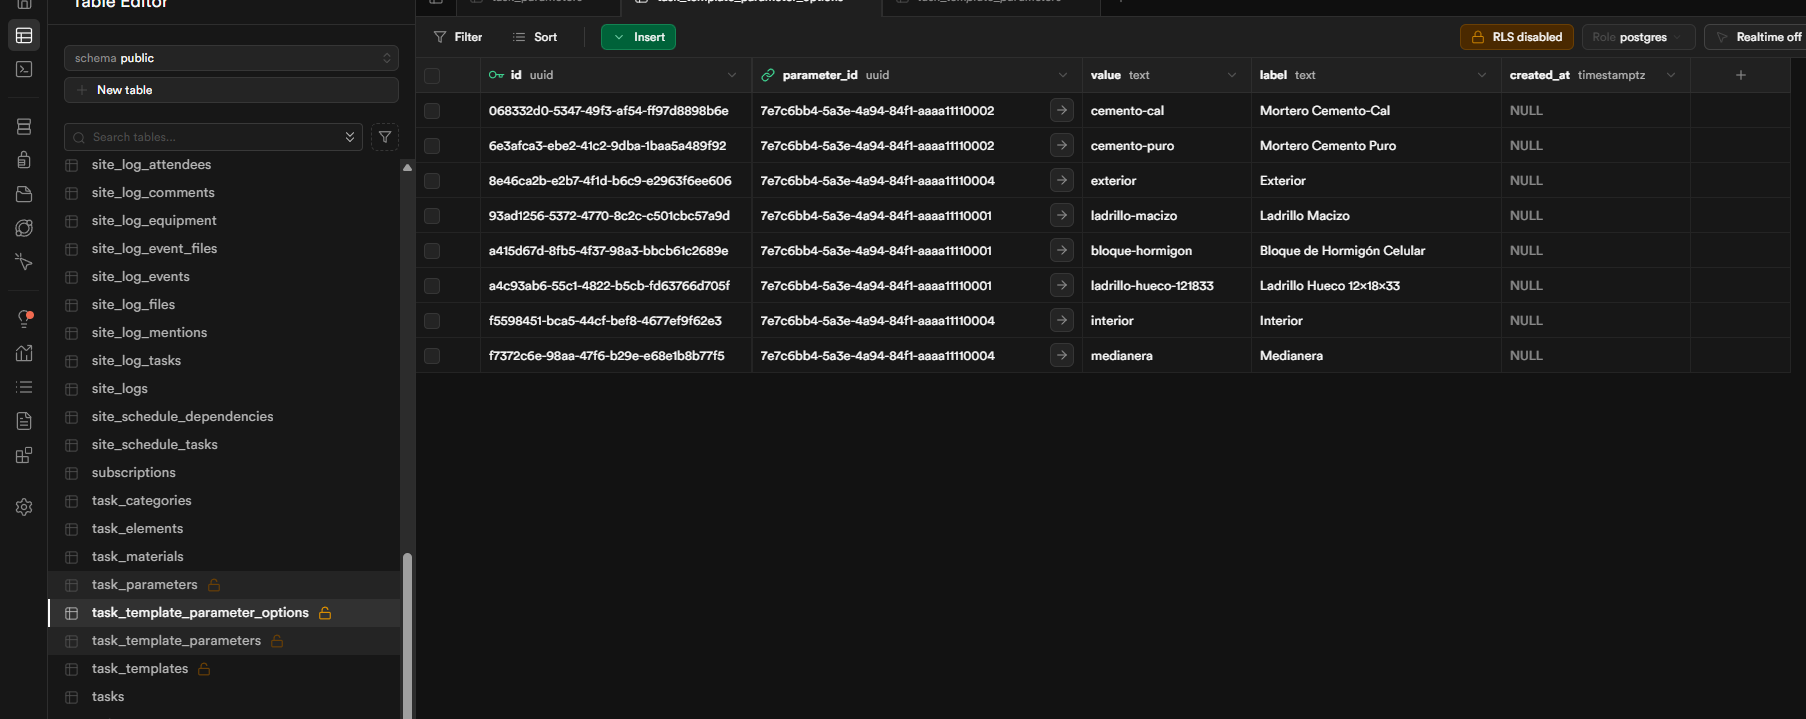 Table Editor
task_parameters
task_template_parameter_options
task_template_parameters
schema public
New table
Search tables...
site_log_attendees
site_log_comments
site_log_equipment
site_log_event_files
site_log_events
site_log_files
site_log_mentions
site_log_tasks
site_logs
site_schedule_dependencies
site_schedule_tasks
subscriptions
task_categories
task_elements
task_materials
task_parameters
task_template_parameter_options
task_template_parameters
task_templates
tasks
Filter Sort Insert RLS disabled Role postgres Realtime off
id uuid parameter_id uuid value text label text created_at timestamptz
068332d0-5347-49f3-af54-ff97d8898b6e 7e7c6bb4-5a3e-4a94-84f1-aaaa11110002 cemento-cal Mortero Cemento-Cal NULL
6e3afca3-ebe2-41c2-9dba-1baa5a489f92 7e7c6bb4-5a3e-4a94-84f1-aaaa11110002 cemento-puro Mortero Cemento Puro NULL
8e46ca2b-e2b7-4f1d-b6c9-e2963f6ee606 7e7c6bb4-5a3e-4a94-84f1-aaaa11110004 exterior Exterior NULL
93ad1256-5372-4770-8c2c-c501cbc57a9d 7e7c6bb4-5a3e-4a94-84f1-aaaa11110001 ladrillo-macizo Ladrillo Macizo NULL
a415d67d-8fb5-4f37-98a3-bbcb61c2689e 7e7c6bb4-5a3e-4a94-84f1-aaaa11110001 bloque-hormigon Bloque de Hormigón Celular NULL
a4c93ab6-55c1-4822-b5cb-fd63766d705f 7e7c6bb4-5a3e-4a94-84f1-aaaa11110001 ladrillo-hueco-121833 Ladrillo Hueco 12×18×33 NULL
f5598451-bca5-44cf-bef8-4677ef9f62e3 7e7c6bb4-5a3e-4a94-84f1-aaaa11110004 interior Interior NULL
f7372c6e-98aa-47f6-b29e-e68e1b8b77f5 7e7c6bb4-5a3e-4a94-84f1-aaaa11110004 medianera Medianera NULL